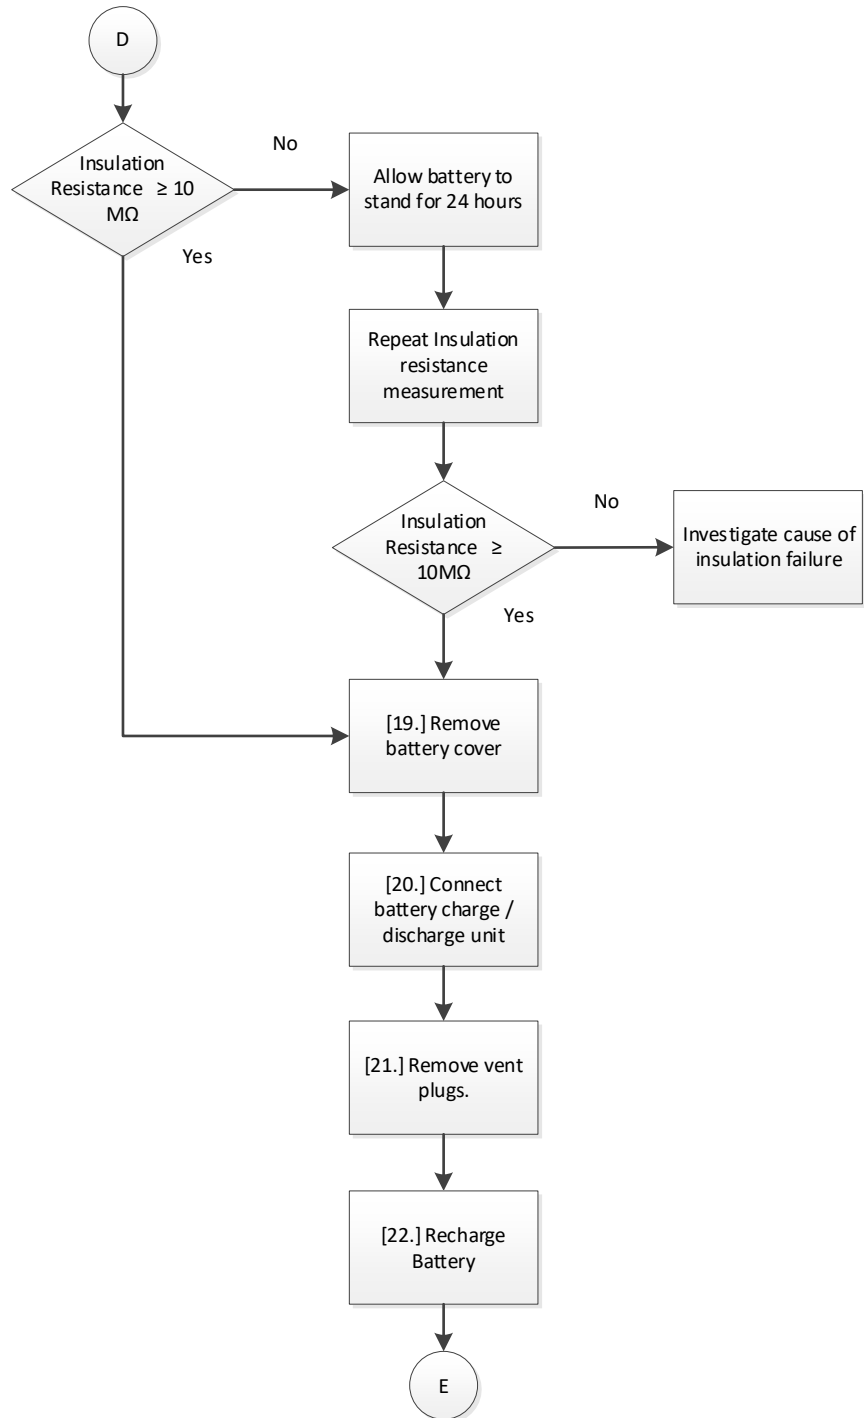 D
Insulation
Resistance ≥ 10
MΩ
No
Yes
Allow battery to
stand for 24 hours
Repeat Insulation
resistance
measurement
Insulation
Resistance ≥
10MΩ
No
Yes
Investigate cause of
insulation failure
[19.] Remove
battery cover
[20.] Connect
battery charge /
discharge unit
[21.] Remove vent
plugs.
[22.] Recharge
Battery
E